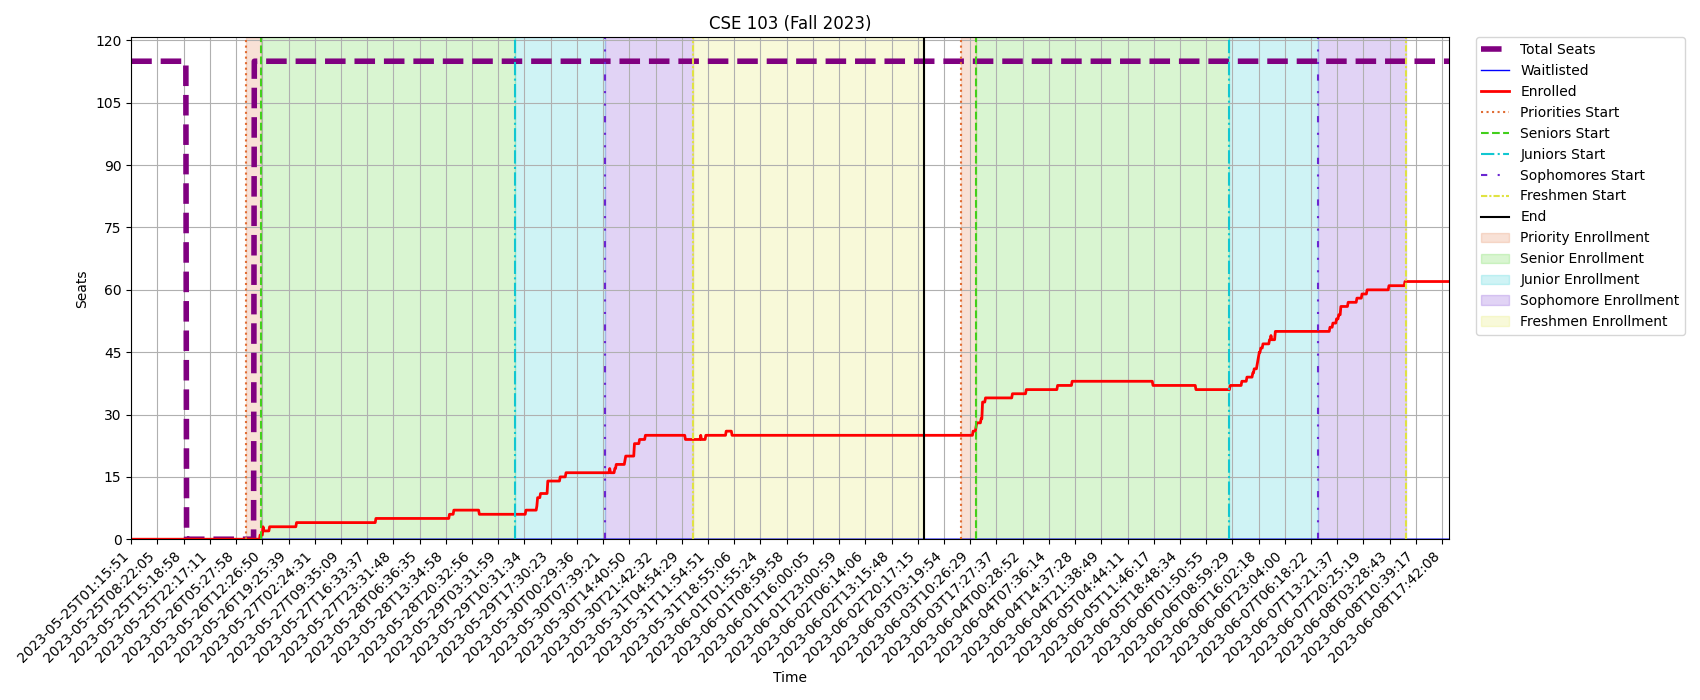 CSE 103 (Fall 2023)
120
105
90
75
60
45
30
15
0
Seats
2023-05-25T01:15:51
2023-05-25T08:22:05
2023-05-25T15:18:58
2023-05-25T22:17:11
2023-05-26T05:27:58
2023-05-26T12:26:50
2023-05-26T19:25:39
2023-05-27T02:24:31
2023-05-27T09:35:09
2023-05-27T16:33:37
2023-05-27T23:31:48
2023-05-28T06:36:35
2023-05-28T13:34:58
2023-05-28T20:32:56
2023-05-29T03:31:59
2023-05-29T10:31:34
2023-05-29T17:30:23
2023-05-30T00:29:36
2023-05-30T07:39:21
2023-05-30T14:40:50
2023-05-30T21:42:32
2023-05-31T04:54:29
2023-05-31T11:54:51
2023-05-31T18:55:06
2023-06-01T01:55:24
2023-06-01T08:59:58
2023-06-01T16:00:05
2023-06-01T23:00:59
2023-06-02T06:14:06
2023-06-02T13:15:48
2023-06-02T20:17:15
2023-06-03T03:19:54
2023-06-03T10:26:29
2023-06-03T17:27:37
2023-06-04T00:28:52
2023-06-04T07:36:14
2023-06-04T14:37:28
2023-06-04T21:38:49
2023-06-05T04:44:11
2023-06-05T11:46:17
2023-06-05T18:48:34
2023-06-06T01:50:55
2023-06-06T08:59:29
2023-06-06T16:02:18
2023-06-06T23:04:00
2023-06-07T06:18:22
2023-06-07T13:21:37
2023-06-07T20:25:19
2023-06-08T03:28:43
2023-06-08T10:39:17
2023-06-08T17:42:08
Time
Total Seats
Waitlisted
Enrolled
Priorities Start
Seniors Start
Juniors Start
Sophomores Start
Freshmen Start
End
Priority Enrollment
Senior Enrollment
Junior Enrollment
Sophomore Enrollment
Freshmen Enrollment